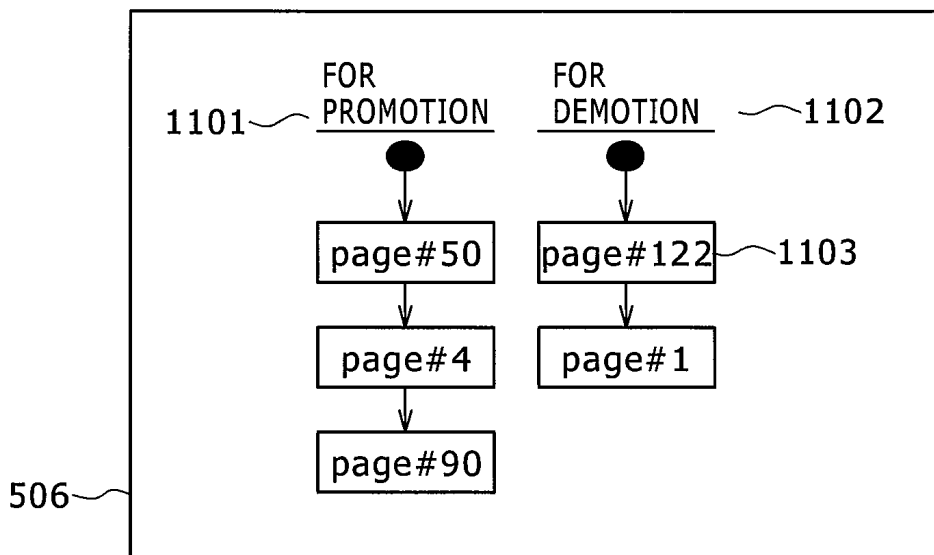 FOR
PROMOTION
FOR
DEMOTION
1101
1102
page#50
page#122
1103
page#4
page#1
page#90
506